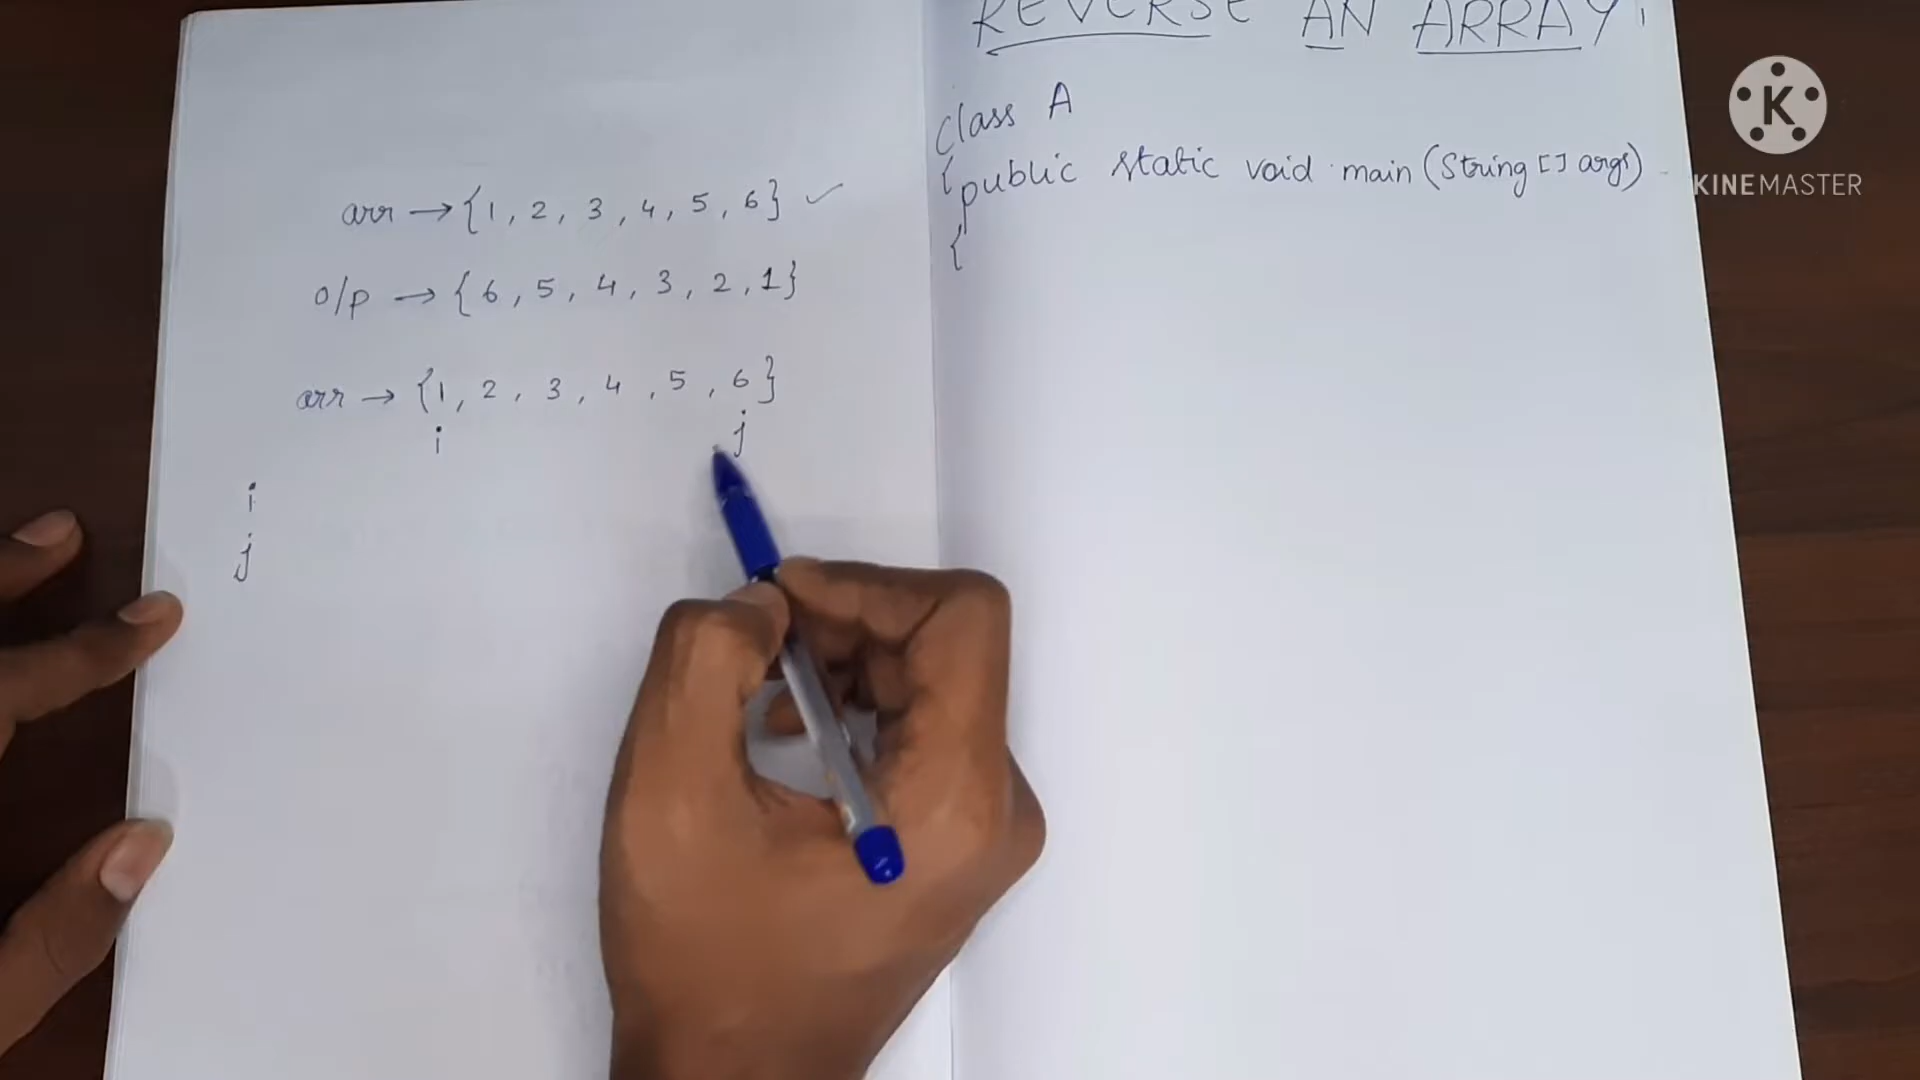 arr → {1, 2, 3, 4, 5, 6} ✓
o/p → {6, 5, 4, 3, 2, 1}
arr → {1, 2, 3, 4, 5, 6}
i j
i
j
REVERSE AN ARRAY!
class A
{public static void main(String [] args)
{
K
KINEMASTER